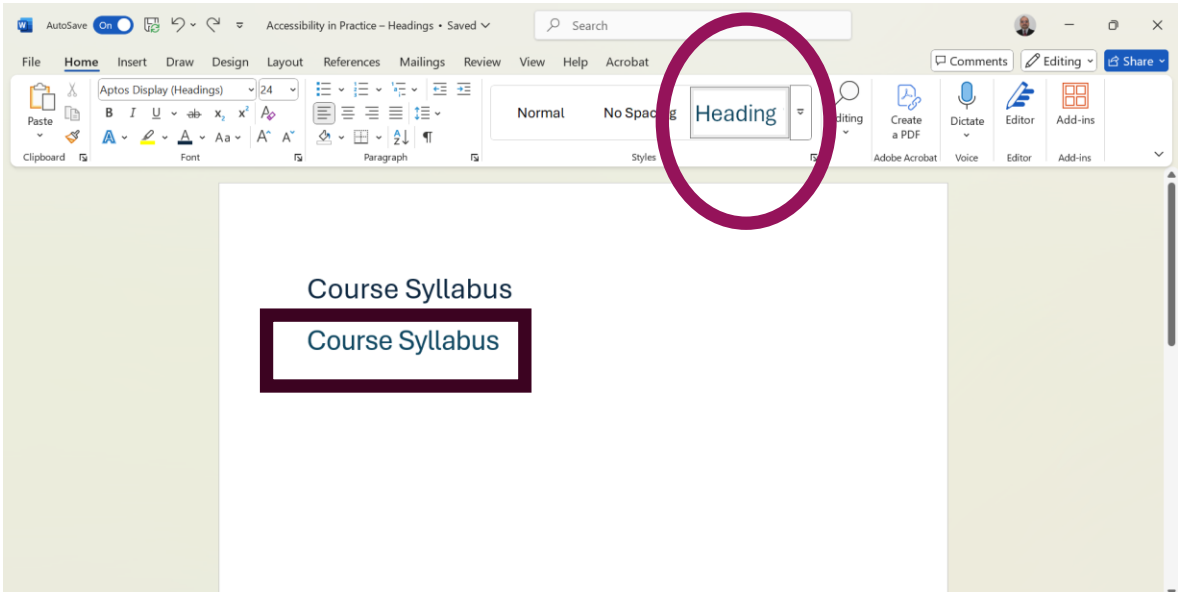 AutoSave On Accessibility in Practice – Headings • Saved Search
File Home Insert Draw Design Layout References Mailings Review View Help Acrobat Comments Editing Share
Paste
Clipboard
Aptos Display (Headings) 24
B I U ab x₂ x² A
A A Aa A A
Font
A Z
Paragraph
Normal No Spacing Heading
Styles
diting
Create
a PDF
Adobe Acrobat
Dictate
Voice
Editor
Editor
Add-ins
Add-ins
Course Syllabus
Course Syllabus